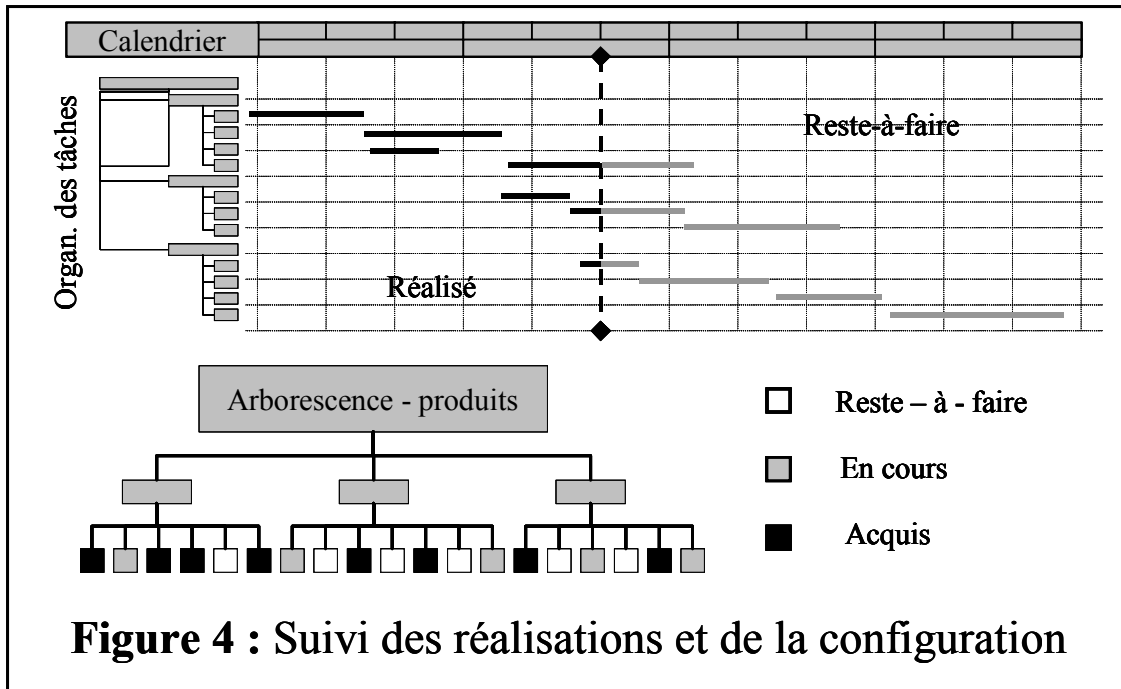 Calendrier
Organ. des tâches
Reste-à-faire
Réalisé
Arborescence - produits
Reste – à - faire
En cours
Acquis
Figure 4 : Suivi des réalisations et de la configuration